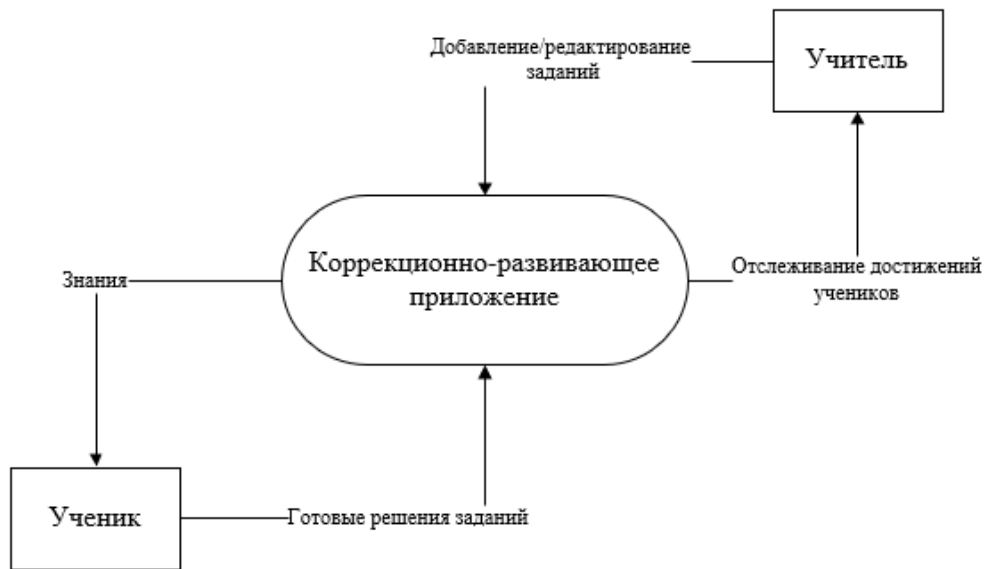 Добавление/редактирование
заданий
Учитель
Коррекционно-развивающее
приложение
Знания
Отслеживание достижений
учеников
Ученик
Готовые решения заданий